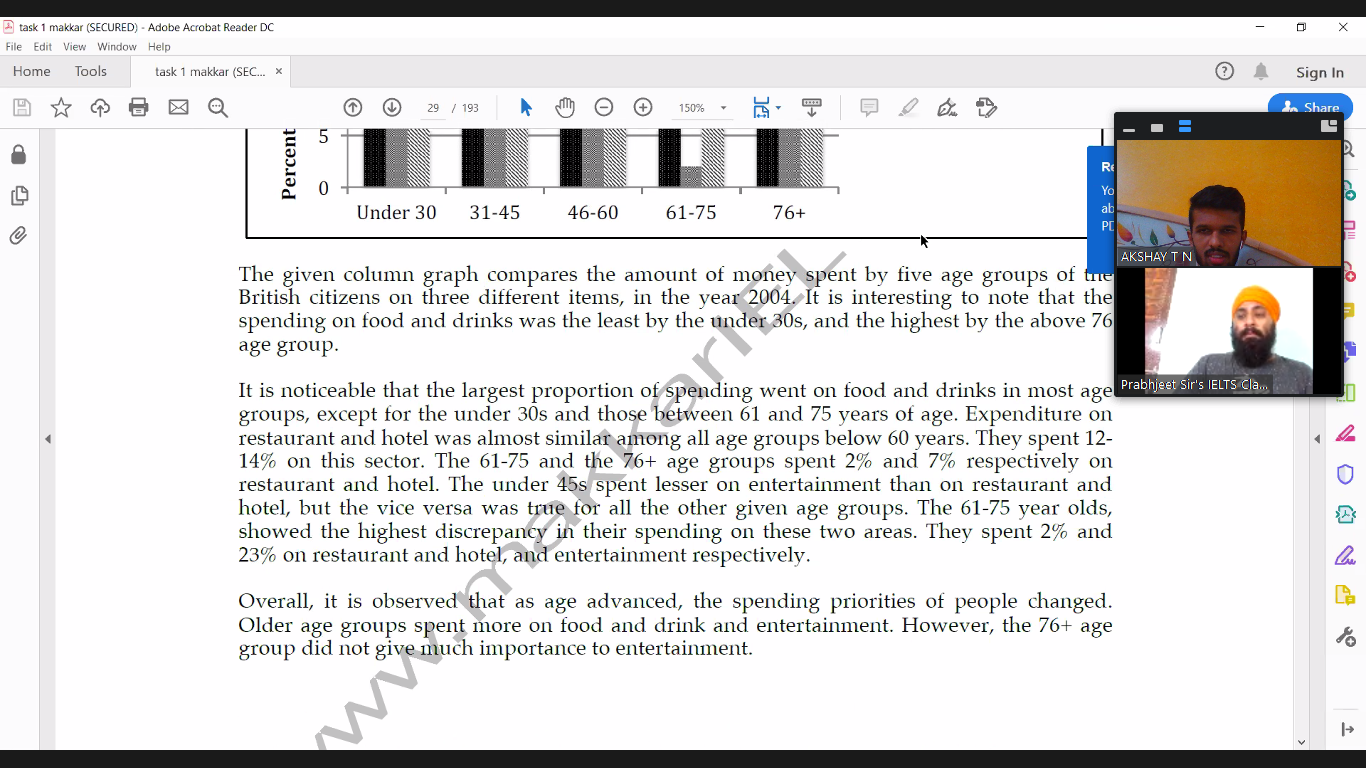 task 1 makkar (SECURED) - Adobe Acrobat Reader DC
File Edit View Window Help
Home Tools task 1 makkar (SEC... ×
Sign In
29 / 193
150%
Share
Percent
5
0
Under 30 31-45 46-60 61-75 76+
Re
Yo
ab
PD
AKSHAY T N
Prabhjeet Sir's IELTS Cla...
The given column graph compares the amount of money spent by five age groups of the
British citizens on three different items, in the year 2004. It is interesting to note that the
spending on food and drinks was the least by the under 30s, and the highest by the above 76
age group.
It is noticeable that the largest proportion of spending went on food and drinks in most age
groups, except for the under 30s and those between 61 and 75 years of age. Expenditure on
restaurant and hotel was almost similar among all age groups below 60 years. They spent 12-
14% on this sector. The 61-75 and the 76+ age groups spent 2% and 7% respectively on
restaurant and hotel. The under 45s spent lesser on entertainment than on restaurant and
hotel, but the vice versa was true for all the other given age groups. The 61-75 year olds,
showed the highest discrepancy in their spending on these two areas. They spent 2% and
23% on restaurant and hotel, and entertainment respectively.
Overall, it is observed that as age advanced, the spending priorities of people changed.
Older age groups spent more on food and drink and entertainment. However, the 76+ age
group did not give much importance to entertainment.
www.makkarIEL